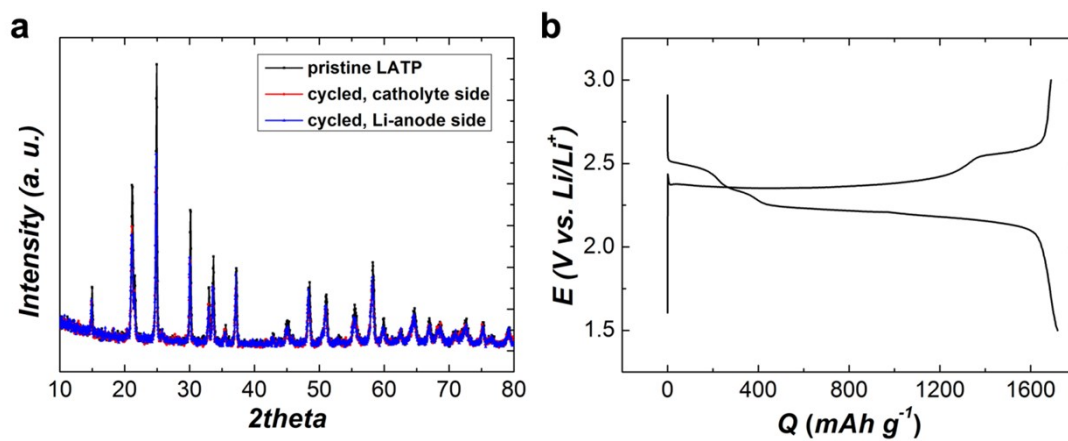 a
Intensity (a. u.)
pristine LATP
cycled, catholyte side
cycled, Li-anode side
10 20 30 40 50 60 70 80
2theta
b
E (V vs. Li/Li⁺)
3.0
2.5
2.0
1.5
0 400 800 1200 1600
Q (mAh g⁻¹)